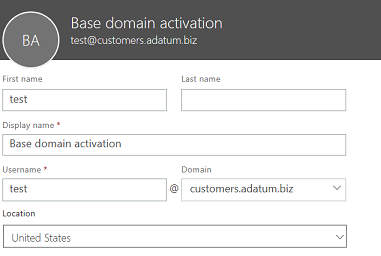 BA
Base domain activation
test@customers.adatum.biz
First name Last name
test
Display name *
Base domain activation
Username * Domain
test @ customers.adatum.biz
Location
United States